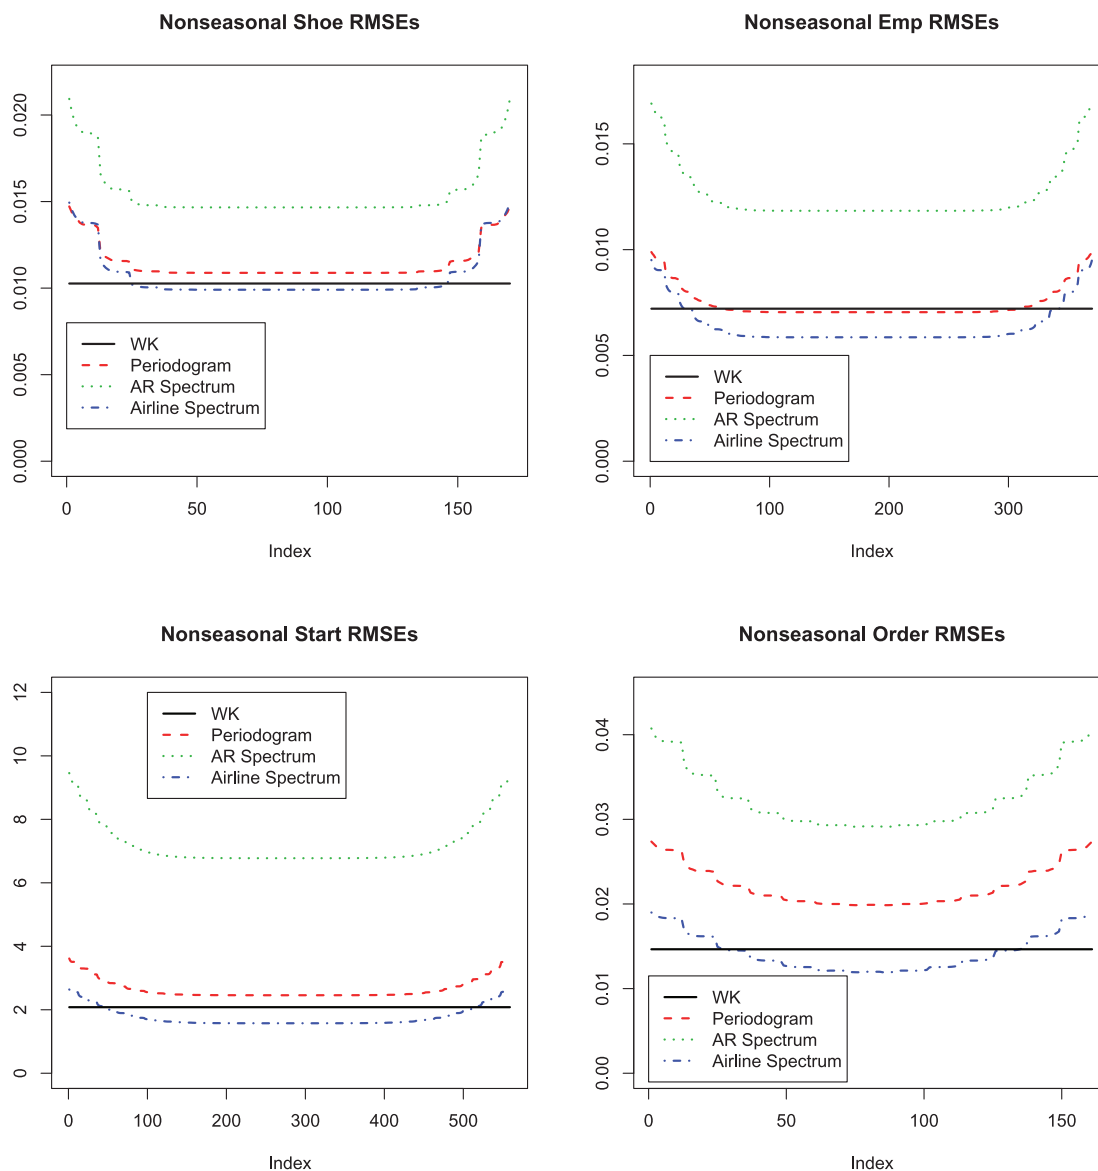 Nonseasonal Shoe RMSEs
0.020
0.015
0.010
0.005
0.000
WK
Periodogram
AR Spectrum
Airline Spectrum
0
50
100
150
Index
Nonseasonal Emp RMSEs
0.015
0.010
0.005
0.000
WK
Periodogram
AR Spectrum
Airline Spectrum
0
100
200
300
Index
Nonseasonal Start RMSEs
12
10
8
6
4
2
0
WK
Periodogram
AR Spectrum
Airline Spectrum
0
100
200
300
400
500
Index
Nonseasonal Order RMSEs
0.04
0.03
0.02
0.01
0.00
WK
Periodogram
AR Spectrum
Airline Spectrum
0
50
100
150
Index